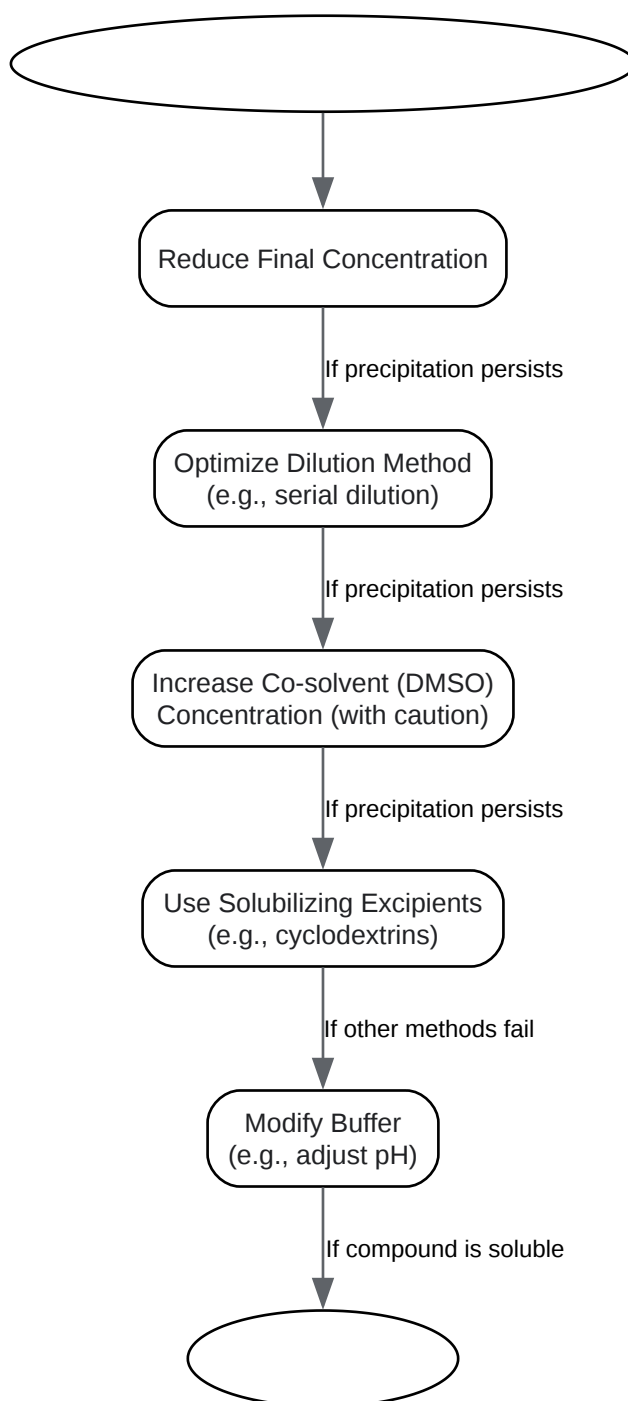 Reduce Final Concentration
If precipitation persists
Optimize Dilution Method
(e.g., serial dilution)
If precipitation persists
Increase Co-solvent (DMSO)
Concentration (with caution)
If precipitation persists
Use Solubilizing Excipients
(e.g., cyclodextrins)
If other methods fail
Modify Buffer
(e.g., adjust pH)
If compound is soluble